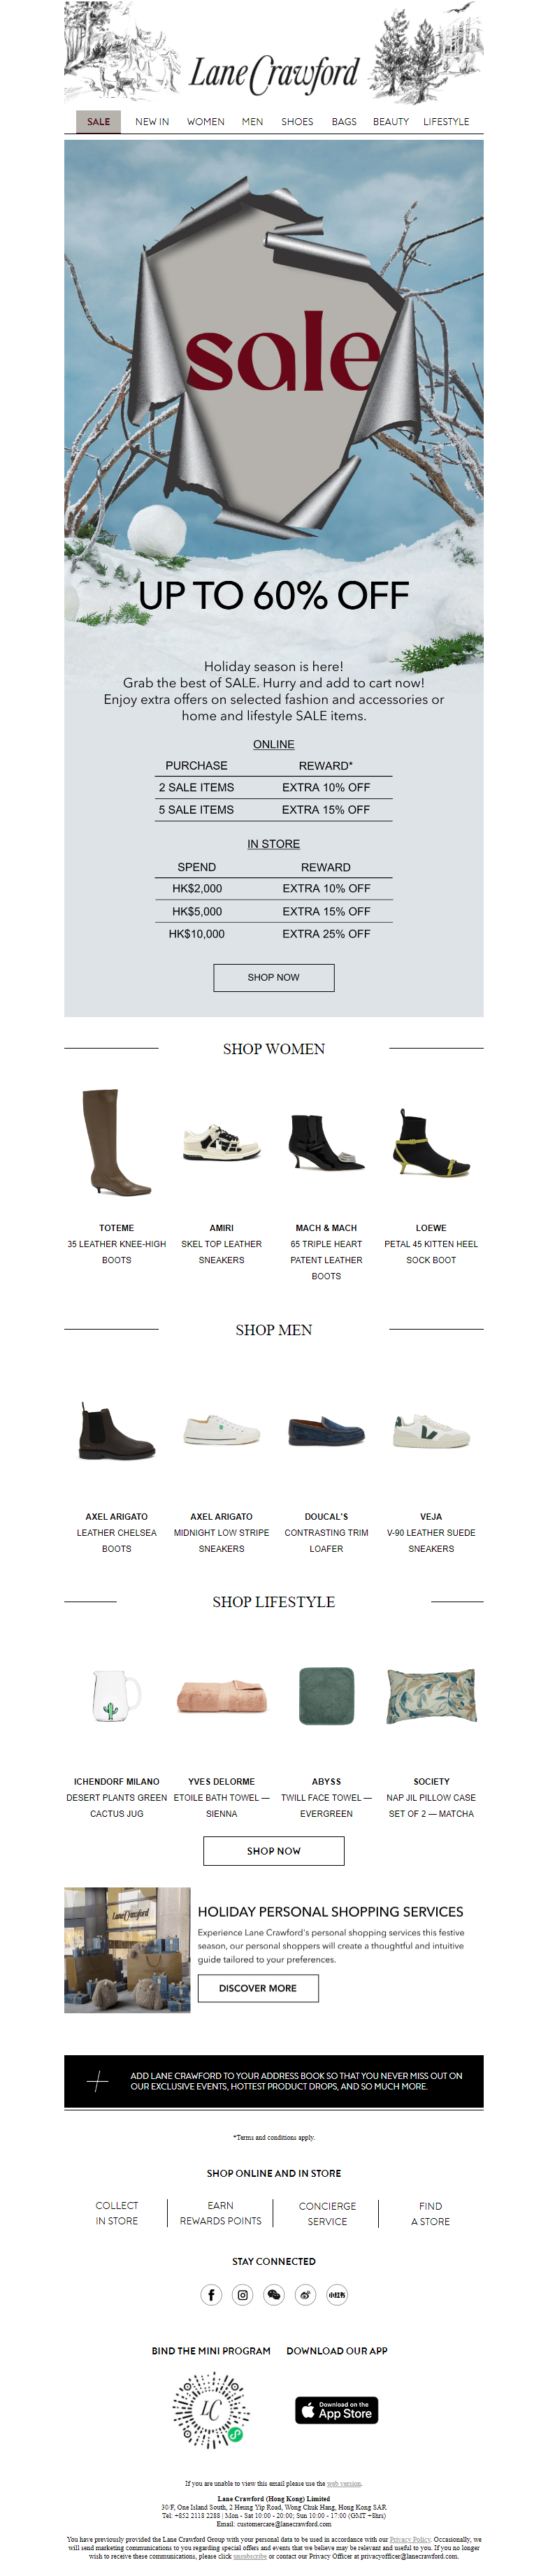 Lane Crawford
SALE NEW IN WOMEN MEN SHOES BAGS BEAUTY LIFESTYLE
sale
UP TO 60% OFF
Holiday season is here!
Grab the best of SALE. Hurry and add to cart now!
Enjoy extra offers on selected fashion and accessories or
home and lifestyle SALE items.
ONLINE
PURCHASE REWARD*
2 SALE ITEMS EXTRA 10% OFF
5 SALE ITEMS EXTRA 15% OFF
IN STORE
SPEND REWARD
HK$2,000 EXTRA 10% OFF
HK$5,000 EXTRA 15% OFF
HK$10,000 EXTRA 25% OFF
SHOP NOW
SHOP WOMEN
TOTEME
35 LEATHER KNEE-HIGH
BOOTS
AMIRI
SKEL TOP LEATHER
SNEAKERS
MACH & MACH
65 TRIPLE HEART
PATENT LEATHER
BOOTS
LOEWE
PETAL 45 KITTEN HEEL
SOCK BOOT
SHOP MEN
AXEL ARIGATO
LEATHER CHELSEA
BOOTS
AXEL ARIGATO
MIDNIGHT LOW STRIPE
SNEAKERS
DOUCAL'S
CONTRASTING TRIM
LOAFER
VEJA
V-90 LEATHER SUEDE
SNEAKERS
SHOP LIFESTYLE
ICHENDORF MILANO
DESERT PLANTS GREEN
CACTUS JUG
YVES DELORME
ETOILE BATH TOWEL —
SIENNA
ABYSS
TWILL FACE TOWEL —
EVERGREEN
SOCIETY
NAP JIL PILLOW CASE
SET OF 2 — MATCHA
SHOP NOW
Lane Crawford
HOLIDAY PERSONAL SHOPPING SERVICES
Experience Lane Crawford's personal shopping services this festive
season, our personal shoppers will create a thoughtful and intuitive
guide tailored to your preferences.
DISCOVER MORE
ADD LANE CRAWFORD TO YOUR ADDRESS BOOK SO THAT YOU NEVER MISS OUT ON
OUR EXCLUSIVE EVENTS, HOTTEST PRODUCT DROPS, AND SO MUCH MORE.
*Terms and conditions apply.
SHOP ONLINE AND IN STORE
COLLECT
IN STORE
EARN
REWARDS POINTS
CONCIERGE
SERVICE
FIND
A STORE
STAY CONNECTED
小红书
BIND THE MINI PROGRAM DOWNLOAD OUR APP
LC
Download on the
App Store
If you are unable to view this email please use the web version.
Lane Crawford (Hong Kong) Limited
30/F, One Island South, 2 Heung Yip Road, Wong Chuk Hang, Hong Kong SAR.
Tel: +852 2118 2288 | Mon - Sat 10:00 - 20:00; Sun 10:00 - 17:00 (GMT +8hrs)
Email: customercare@lanecrawford.com
You have previously provided the Lane Crawford Group with your personal data to be used in accordance with our Privacy Policy. Occasionally, we
will send marketing communications to you regarding special offers and events that we believe may be relevant and useful to you. If you no longer
wish to receive these communications, please click unsubscribe or contact our Privacy Officer at privacyofficer@lanecrawford.com.